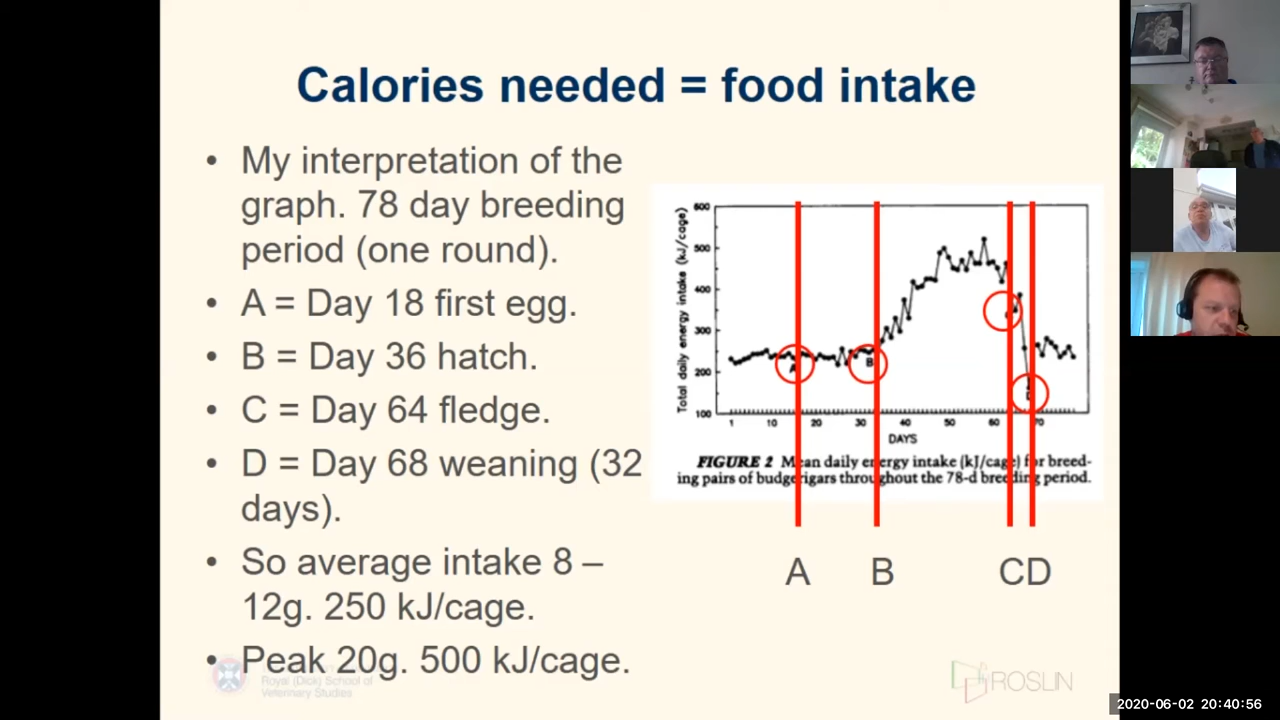 Calories needed = food intake
• My interpretation of the
graph. 78 day breeding
period (one round).
• A = Day 18 first egg.
• B = Day 36 hatch.
• C = Day 64 fledge.
• D = Day 68 weaning (32
days).
• So average intake 8 –
12g. 250 kJ/cage.
• Peak 20g. 500 kJ/cage.
Total daily energy intake (kJ/cage)
600
500
400
300
200
100
A
B
1 10 20 30 40 50 60 70
DAYS
FIGURE 2 Mean daily energy intake (kJ/cage) for breed-
ing pairs of budgerigars throughout the 78-d breeding period.
A B CD
Royal (Dick) School of
Veterinary Studies
ROSLIN
2020-06-02 20:40:56